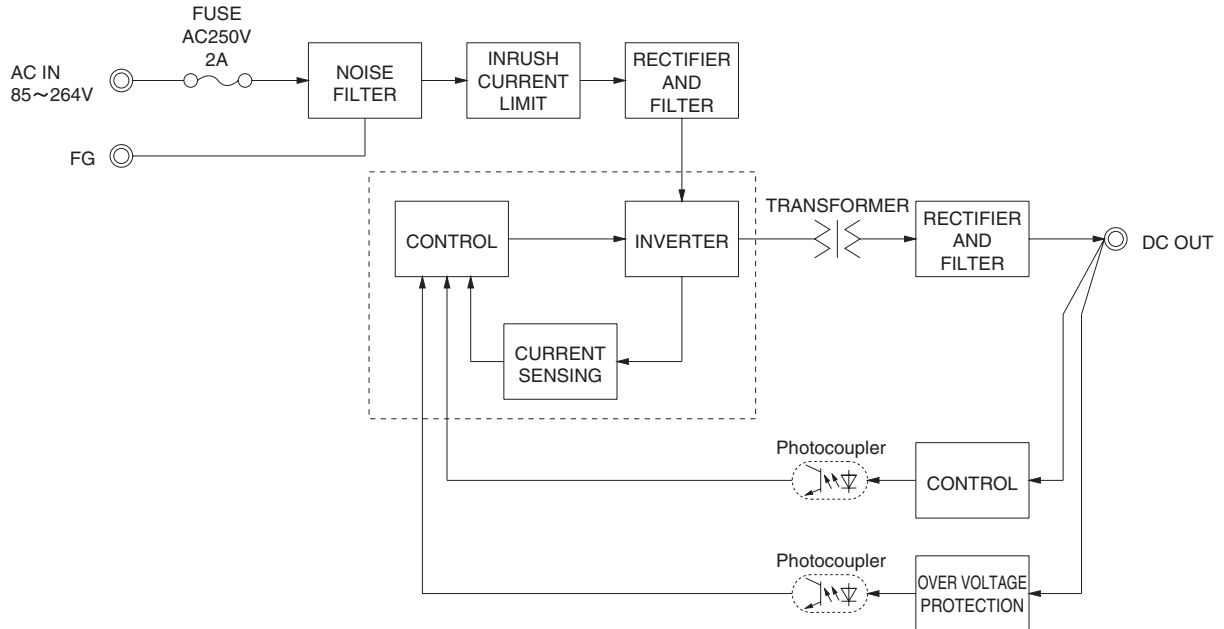 FUSE
AC250V
2A
AC IN
85～264V
NOISE
FILTER
INRUSH
CURRENT
LIMIT
RECTIFIER
AND
FILTER
FG
CONTROL
INVERTER
TRANSFORMER
RECTIFIER
AND
FILTER
DC OUT
CURRENT
SENSING
Photocoupler
CONTROL
Photocoupler
OVER VOLTAGE
PROTECTION